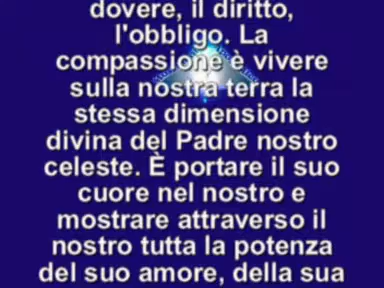 dovere, il diritto,
l'obbligo. La
compassione è vivere
sulla nostra terra la
stessa dimensione
divina del Padre nostro
celeste. È portare il suo
cuore nel nostro e
mostrare attraverso il
nostro tutta la potenza
del suo amore, della sua